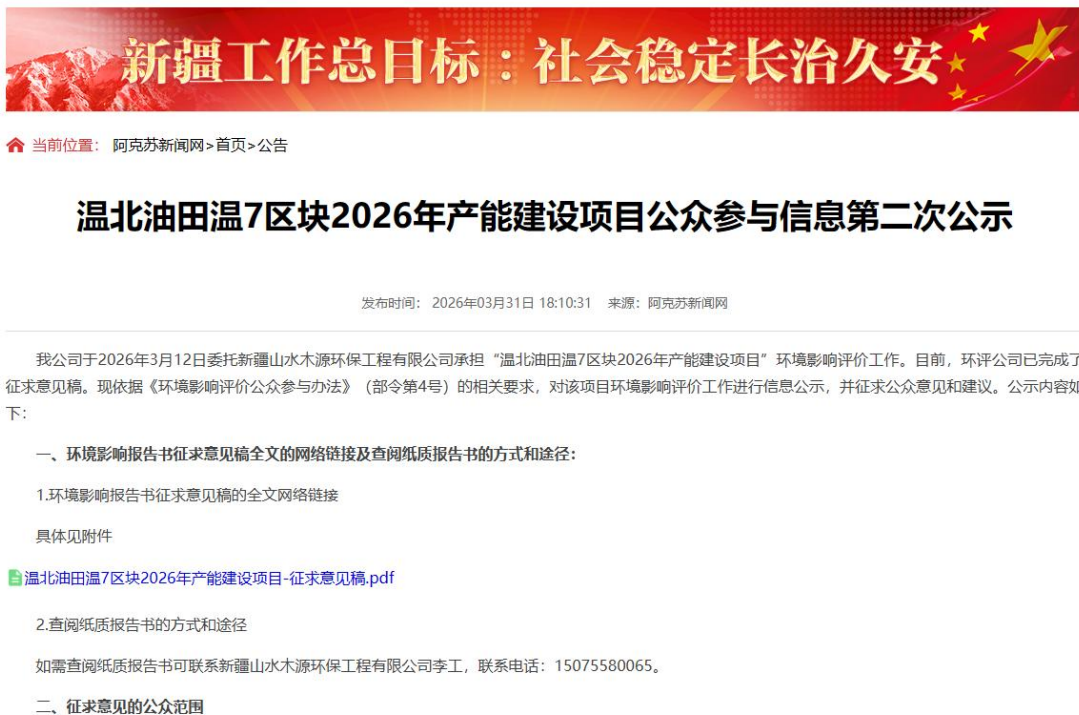 新疆工作总目标：社会稳定长治久安
当前位置： 阿克苏新闻网>首页>公告
温北油田温7区块2026年产能建设项目公众参与信息第二次公示
发布时间： 2026年03月31日 18:10:31 来源：阿克苏新闻网
我公司于2026年3月12日委托新疆山水木源环保工程有限公司承担“温北油田温7区块2026年产能建设项目”环境影响评价工作。目前，环评公司已完成了
征求意见稿。现依据《环境影响评价公众参与办法》（部令第4号）的相关要求，对该项目环境影响评价工作进行信息公示，并征求公众意见和建议。公示内容如
下：
一、环境影响报告书征求意见稿全文的网络链接及查阅纸质报告书的方式和途径：
1.环境影响报告书征求意见稿的全文网络链接
具体见附件
温北油田温7区块2026年产能建设项目-征求意见稿.pdf
2.查阅纸质报告书的方式和途径
如需查阅纸质报告书可联系新疆山水木源环保工程有限公司李工，联系电话：15075580065。
二、征求意见的公众范围